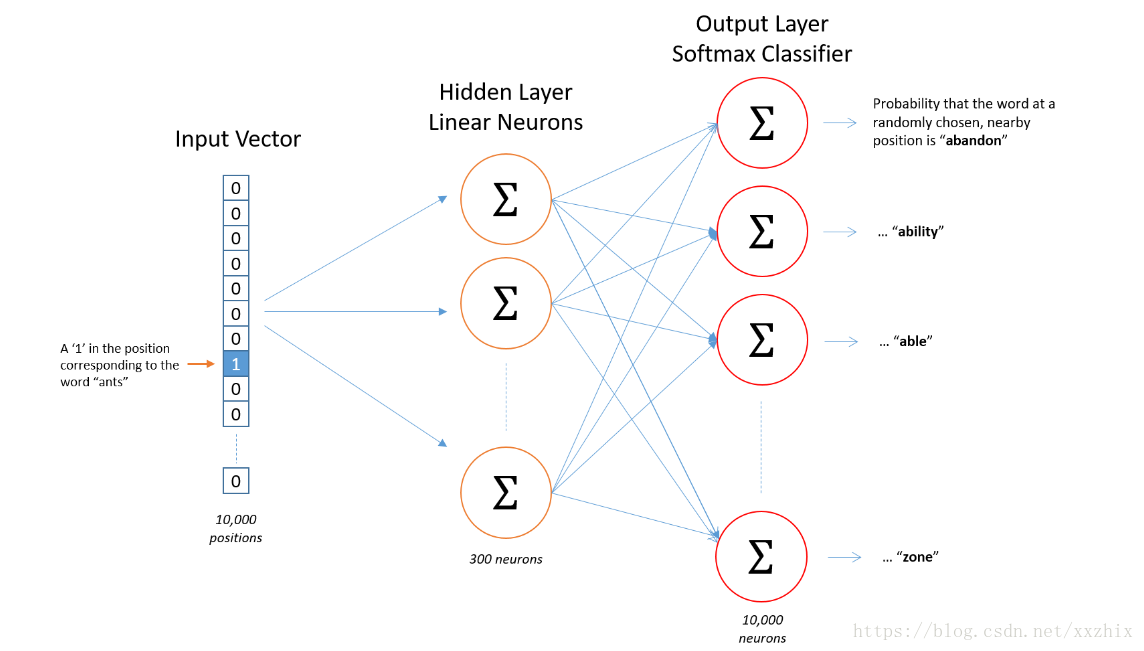 Output Layer
Softmax Classifier
Hidden Layer
Linear Neurons
Input Vector
0
0
0
0
0
0
0
1
0
0
0
A ‘1’ in the position
corresponding to the
word “ants”
10,000
positions
Σ
Σ
Σ
300 neurons
Σ
Σ
Σ
Σ
10,000
neurons
Probability that the word at a
randomly chosen, nearby
position is “abandon”
... “ability”
... “able”
... “zone”
https://blog.csdn.net/xxzhix